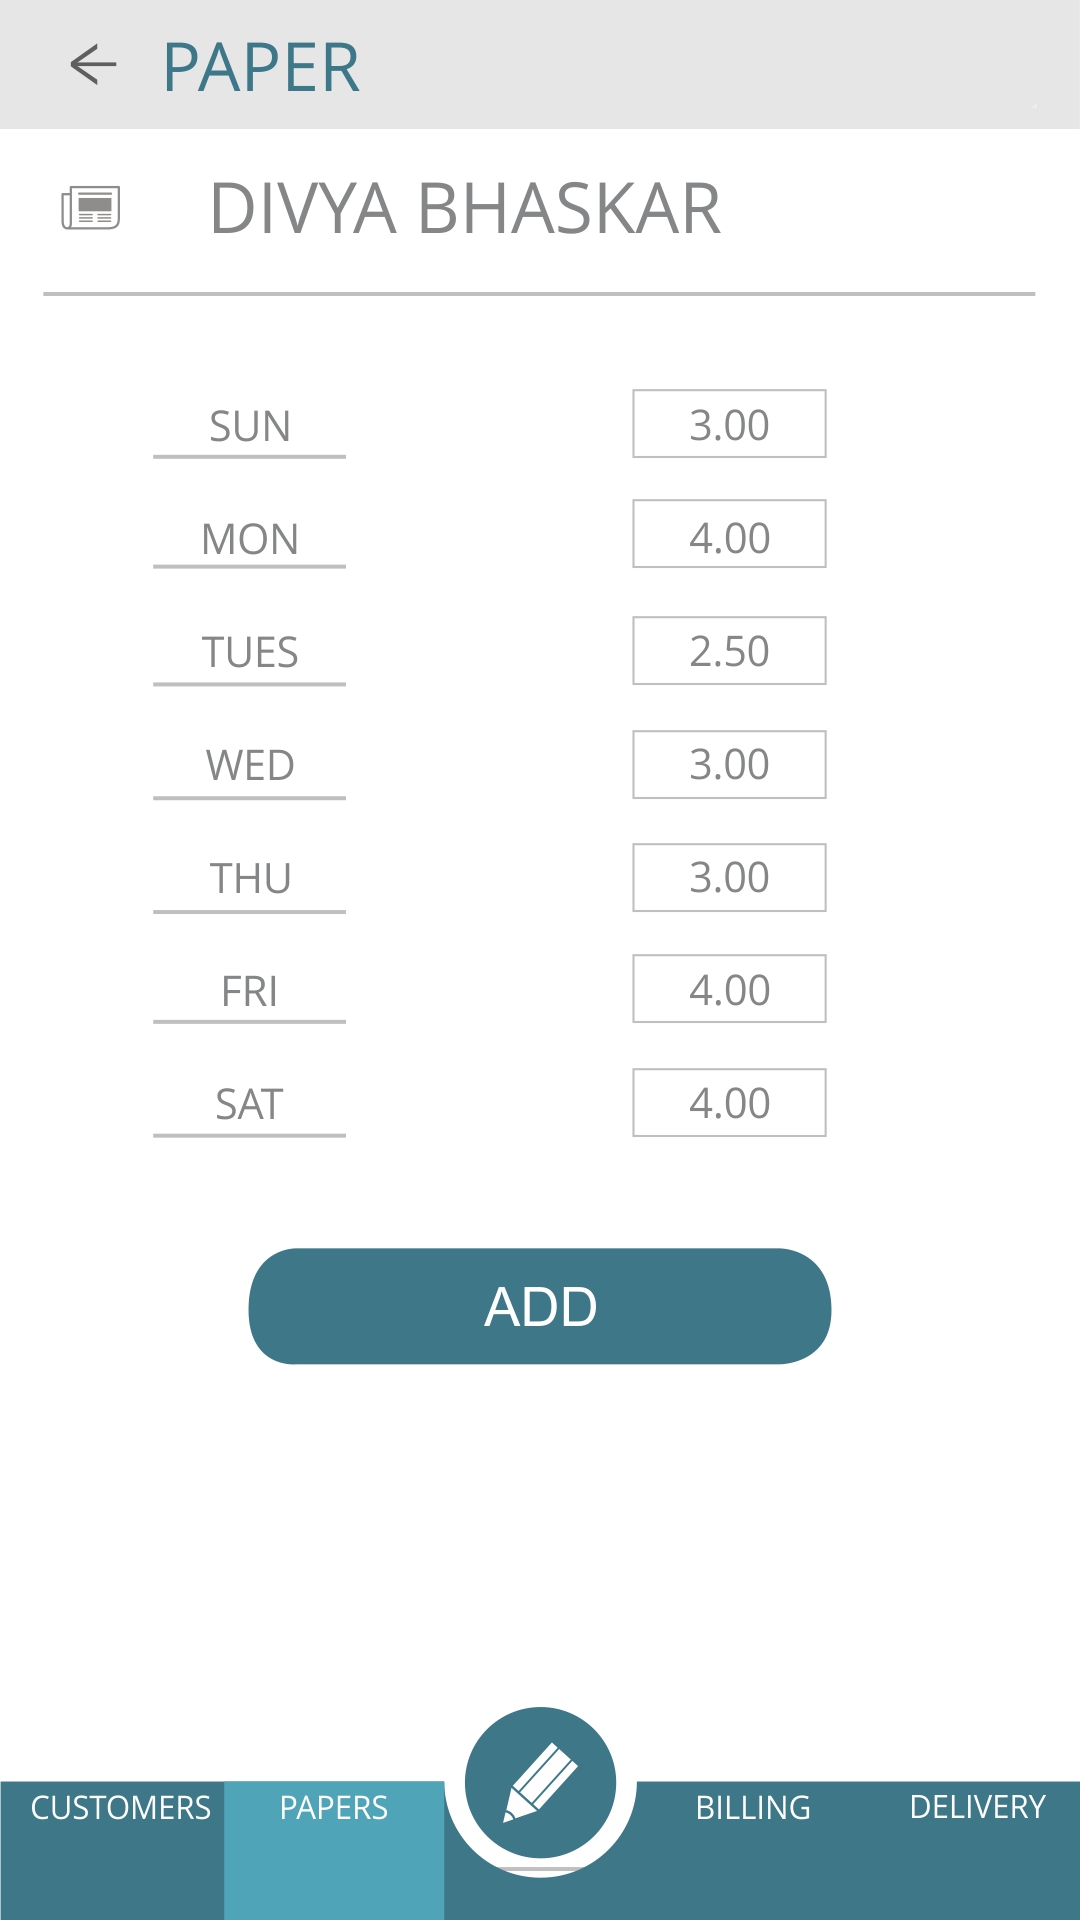 PAPER
DIVYA BHASKAR
SUN 3.00
MON 4.00
TUES 2.50
WED 3.00
THU 3.00
FRI 4.00
SAT 4.00
ADD
CUSTOMERS PAPERS BILLING DELIVERY